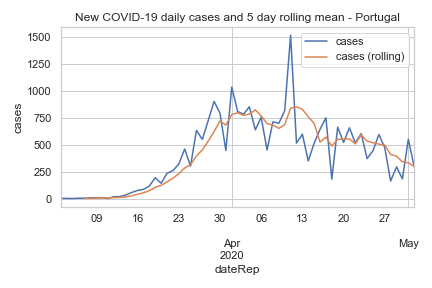 New COVID-19 daily cases and 5 day rolling mean - Portugal
cases
cases (rolling)
1500
1250
1000
750
500
250
0
cases
09 16 23 30 06 13 20 27
Apr May
2020
dateRep